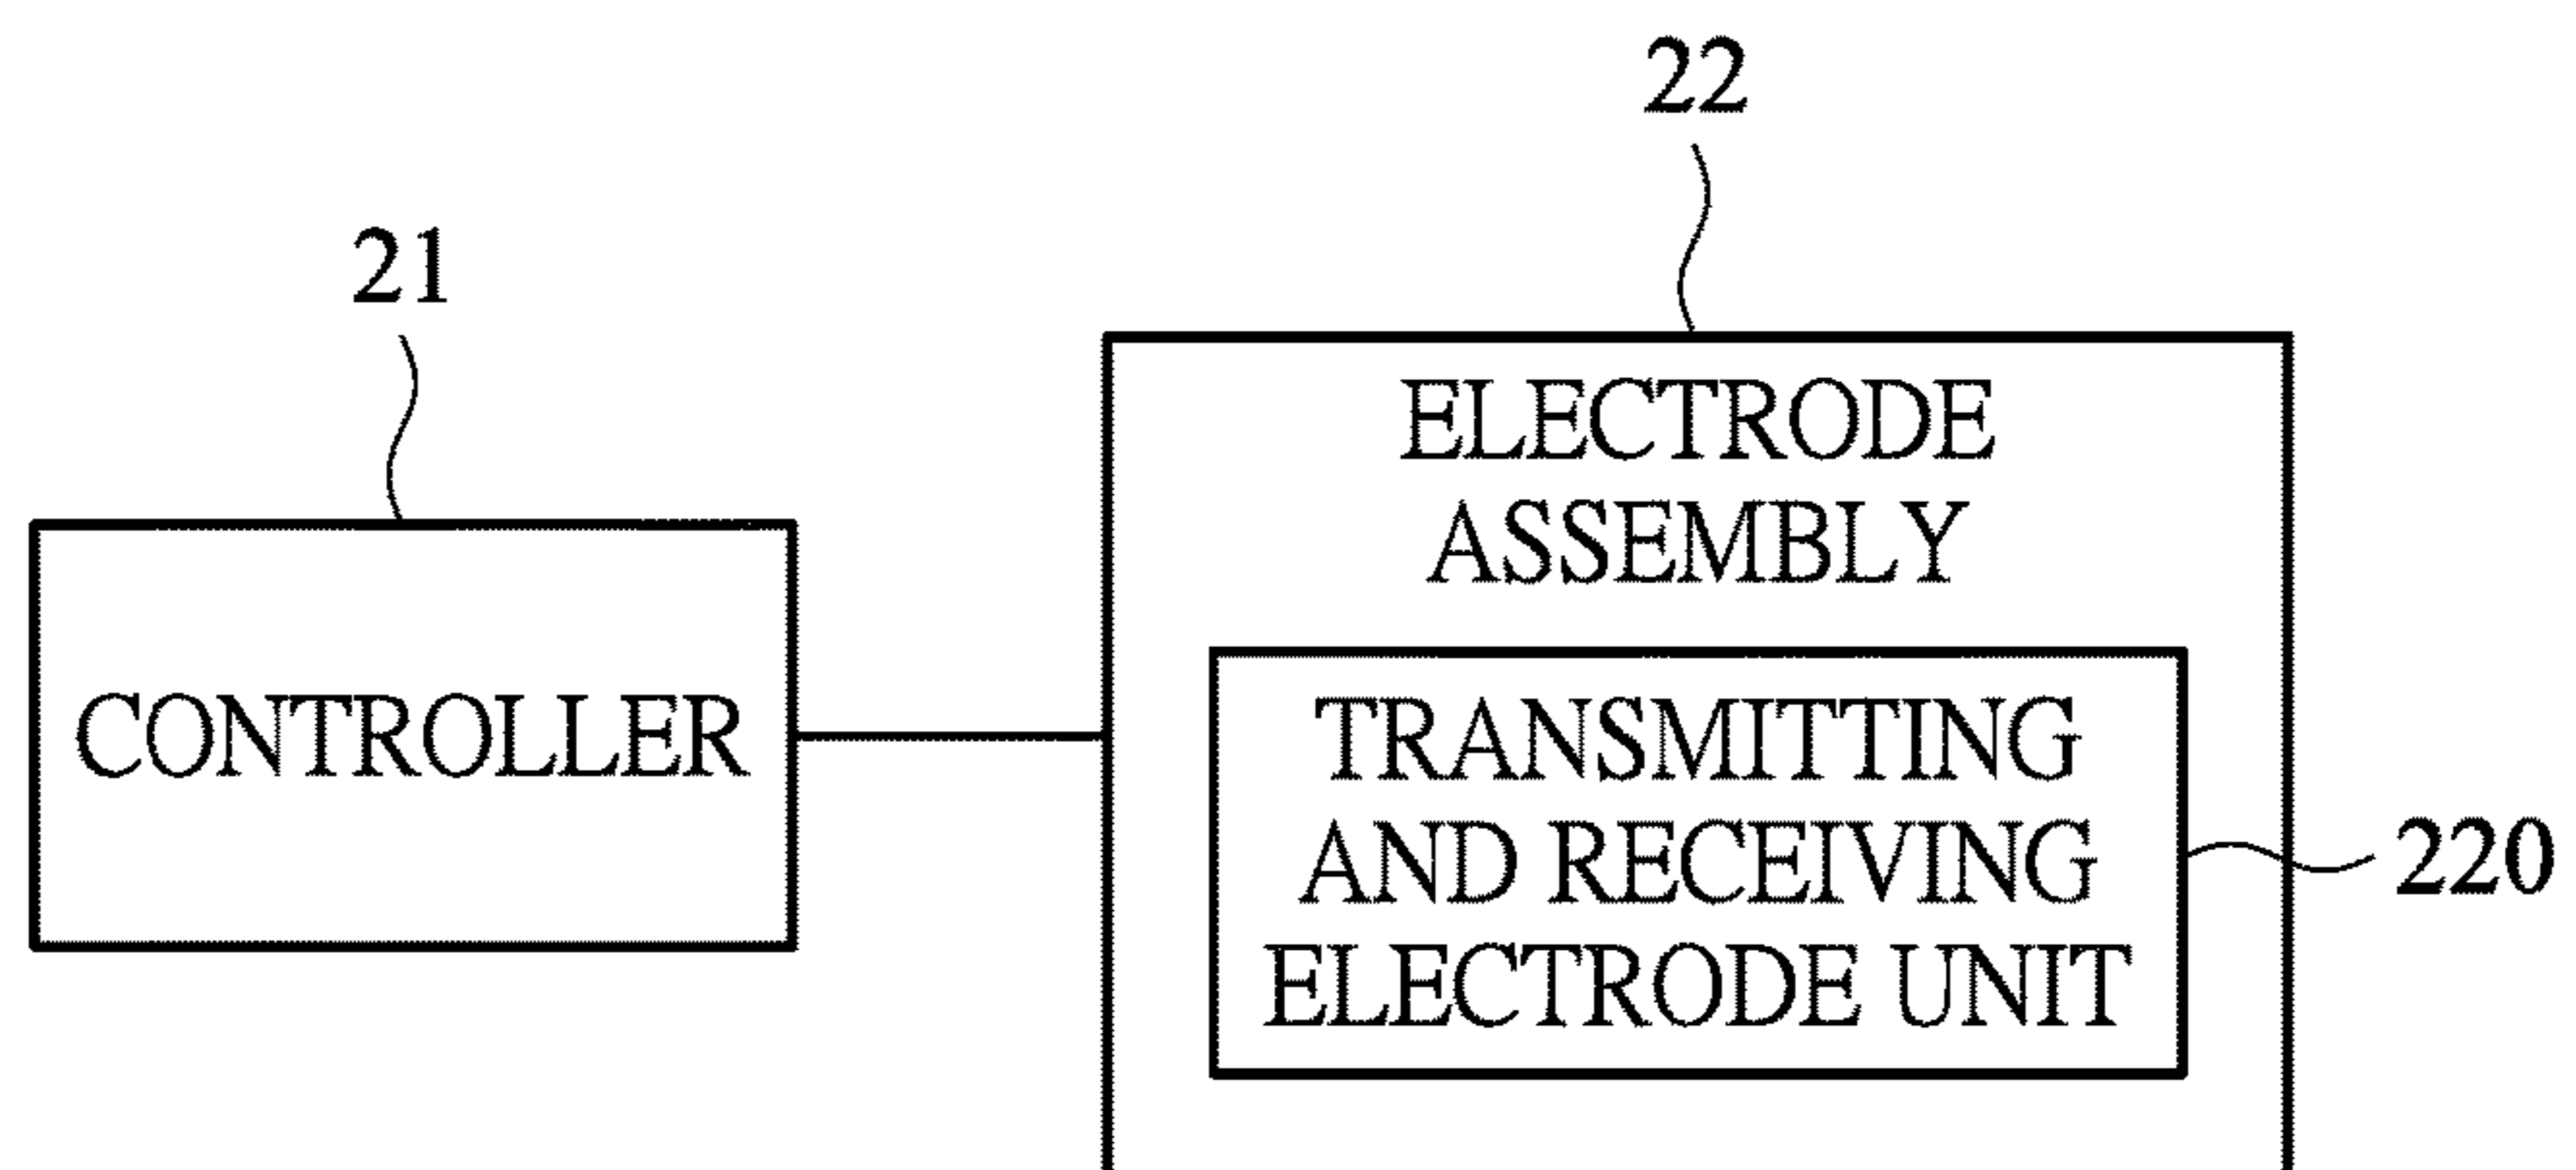 22
21
ELECTRODE
ASSEMBLY
CONTROLLER
TRANSMITTING
AND RECEIVING
ELECTRODE UNIT
220